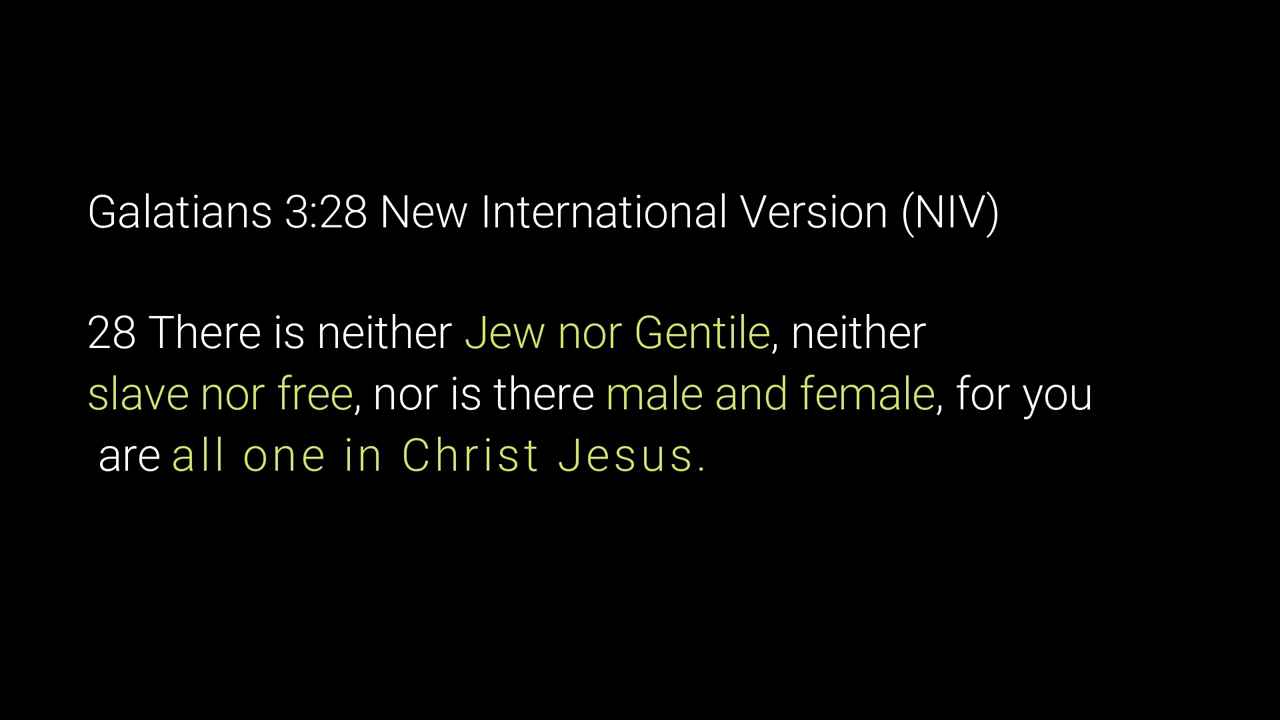 Galatians 3:28 New International Version (NIV)
28 There is neither Jew nor Gentile, neither
slave nor free, nor is there male and female, for you
are all one in Christ Jesus.